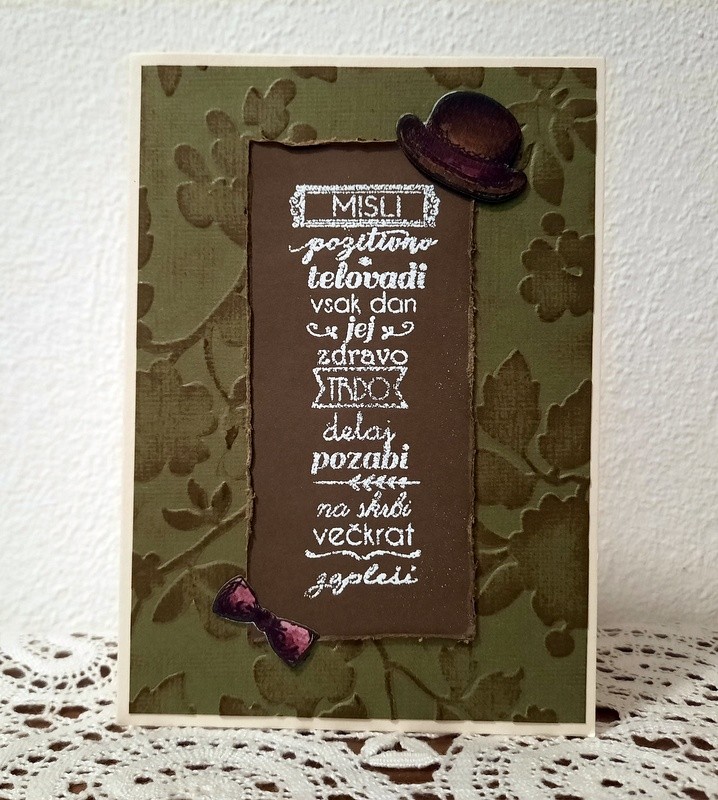 MISLI
pozitivno
telovadi
vsak dan
jej
zdravo
TRDO
delaj
pozabi
na skrbi
večkrat
zapleši